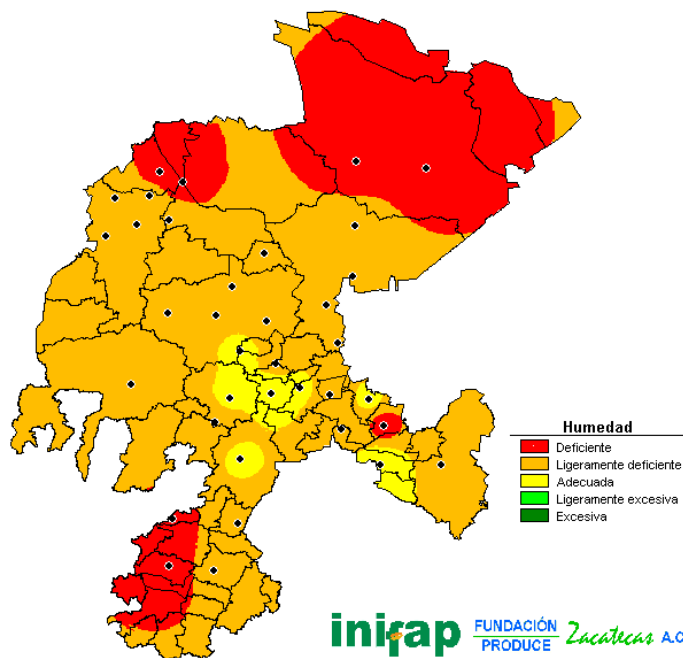 Humedad
Deficiente
Ligeramente deficiente
Adecuada
Ligeramente excesiva
Excesiva
inifap
FUNDACIÓN
PRODUCE
Zacatecas A.C